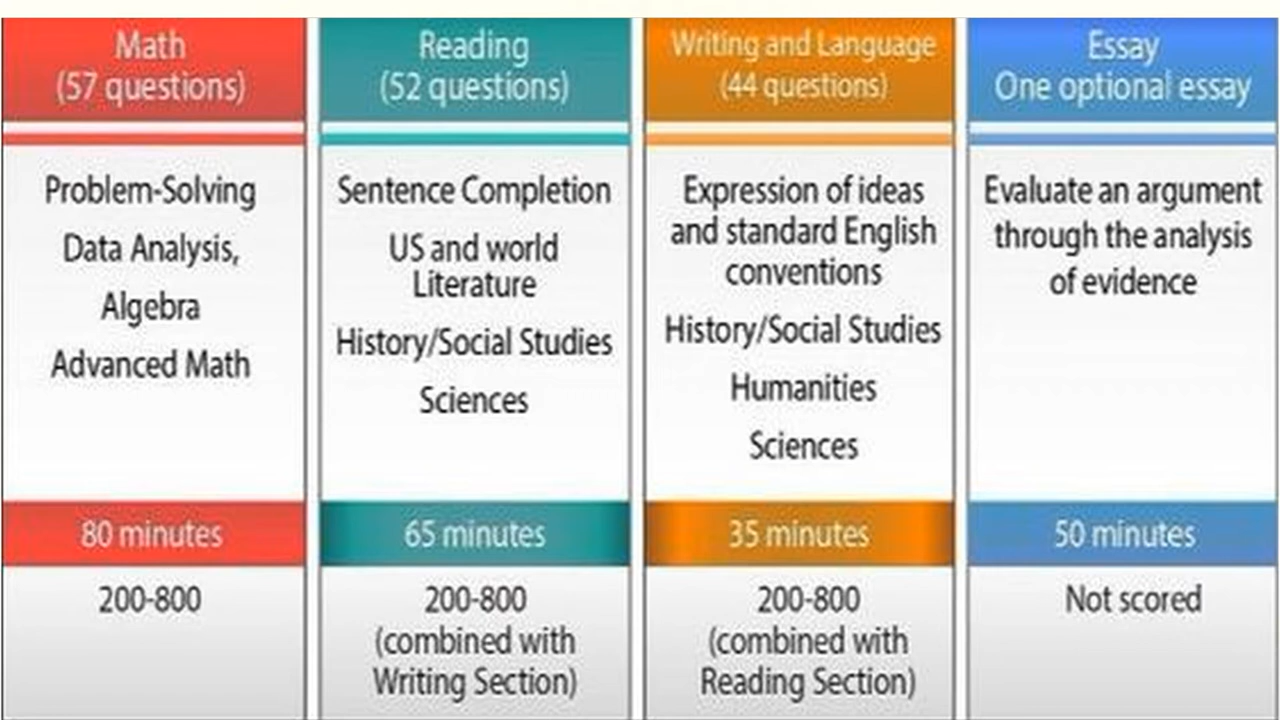 Math
(57 questions)
Problem-Solving
Data Analysis,
Algebra
Advanced Math
80 minutes
200-800
Reading
(52 questions)
Sentence Completion
US and world
Literature
History/Social Studies
Sciences
65 minutes
200-800
(combined with
Writing Section)
Writing and Language
(44 questions)
Expression of ideas
and standard English
conventions
History/Social Studies
Humanities
Sciences
35 minutes
200-800
(combined with
Reading Section)
Essay
One optional essay
Evaluate an argument
through the analysis
of evidence
50 minutes
Not scored